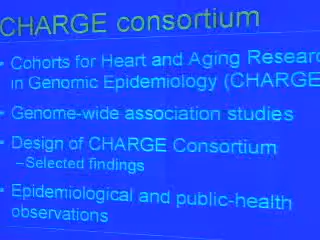 CHARGE consortium
• Cohorts for Heart and Aging Researc
in Genomic Epidemiology (CHARGE
• Genome-wide association studies
• Design of CHARGE Consortium
–Selected findings
• Epidemiological and public-health
observations